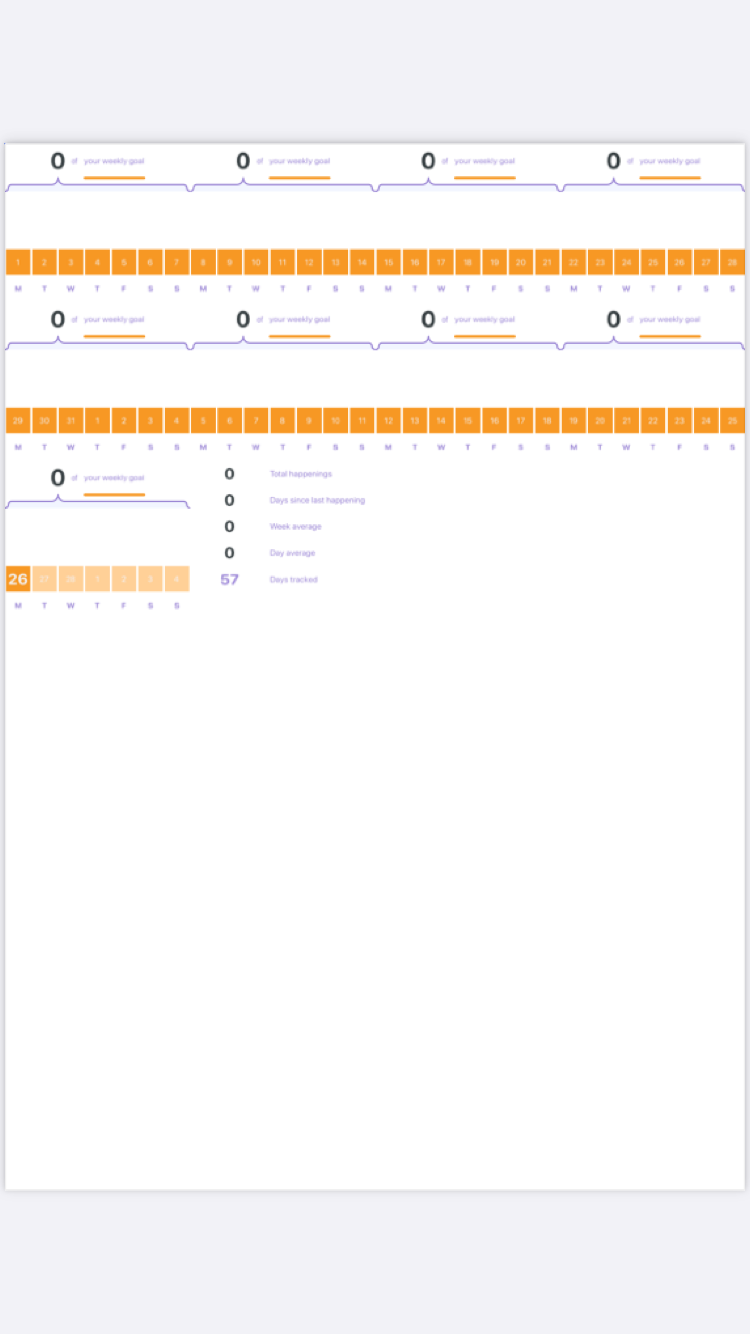 0 of your weekly goal 0 of your weekly goal 0 of your weekly goal 0 of your weekly goal
1 2 3 4 5 6 7 8 9 10 11 12 13 14 15 16 17 18 19 20 21 22 23 24 25 26 27 28
M T W T F S S M T W T F S S M T W T F S S M T W T F S S
0 of your weekly goal 0 of your weekly goal 0 of your weekly goal 0 of your weekly goal
29 30 31 1 2 3 4 5 6 7 8 9 10 11 12 13 14 15 16 17 18 19 20 21 22 23 24 25
M T W T F S S M T W T F S S M T W T F S S M T W T F S S
0 of your weekly goal
0 Total happenings
0 Days since last happening
0 Week average
0 Day average
57 Days tracked
26 27 28 1 2 3 4
M T W T F S S